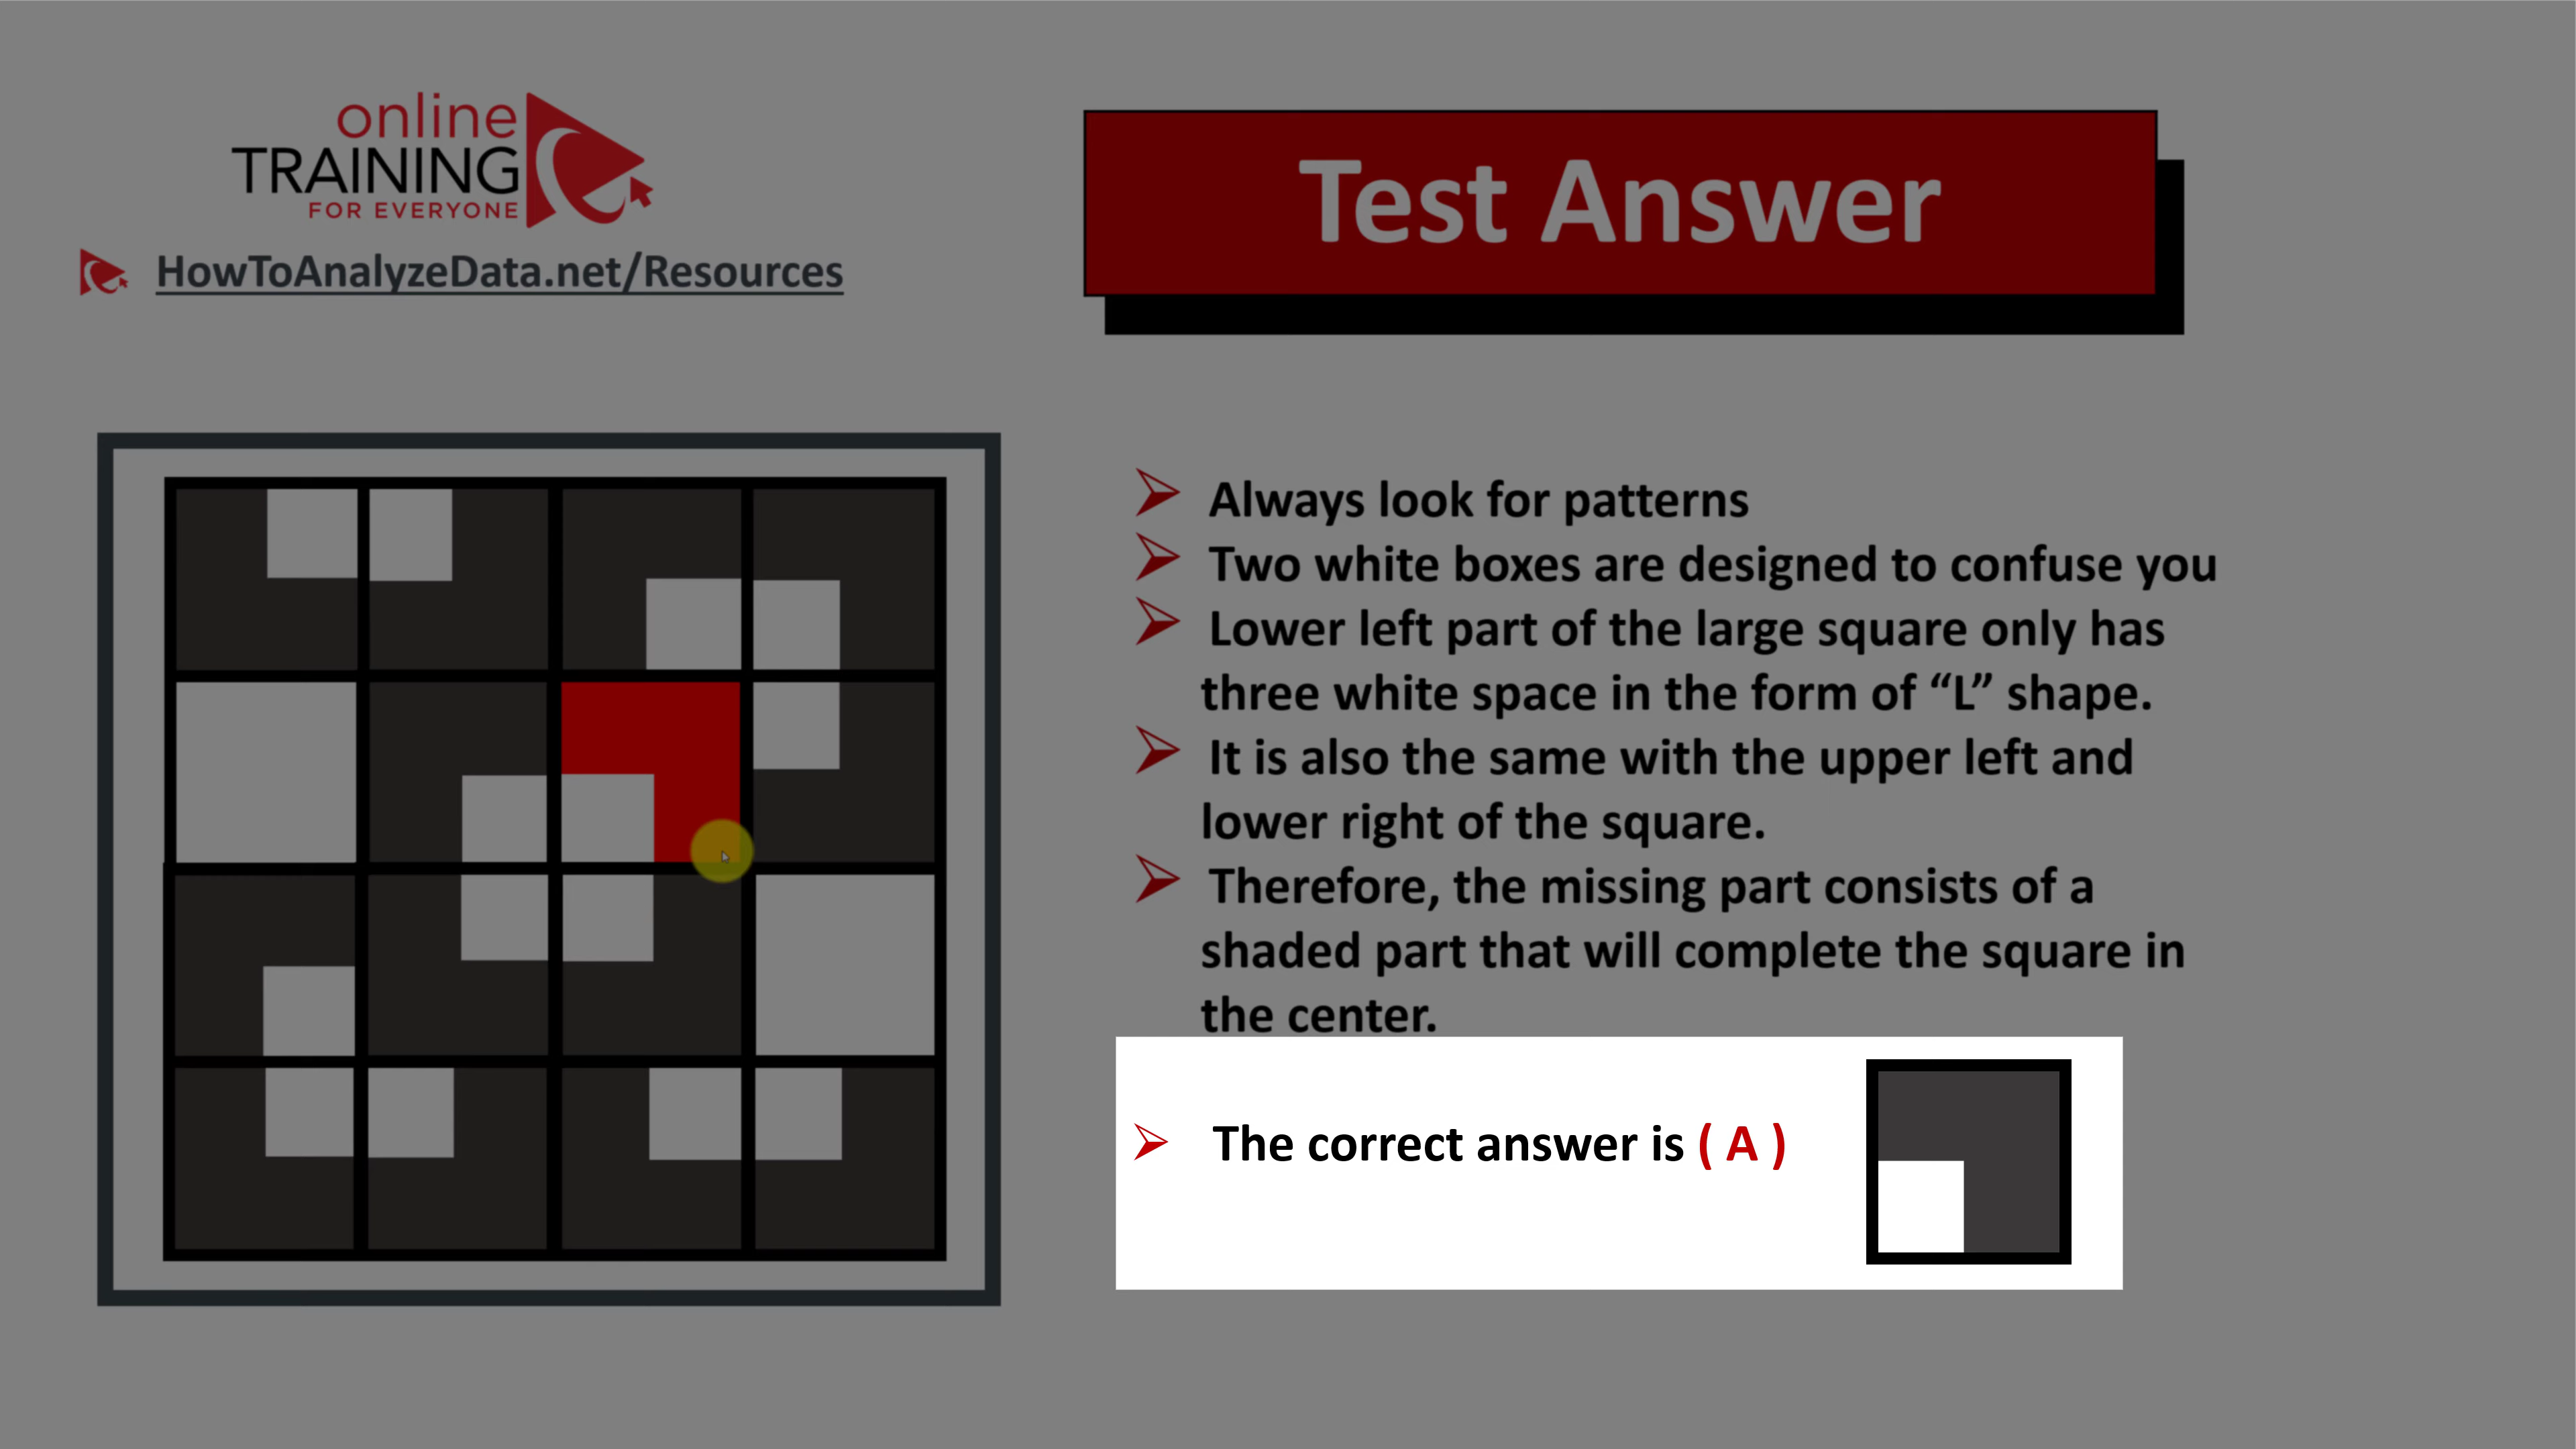 online
TRAINING
FOR EVERYONE
HowToAnalyzeData.net/Resources
Test Answer
Always look for patterns
Two white boxes are designed to confuse you
Lower left part of the large square only has
three white space in the form of “L” shape.
It is also the same with the upper left and
lower right of the square.
Therefore, the missing part consists of a
shaded part that will complete the square in
the center.
The correct answer is ( A )